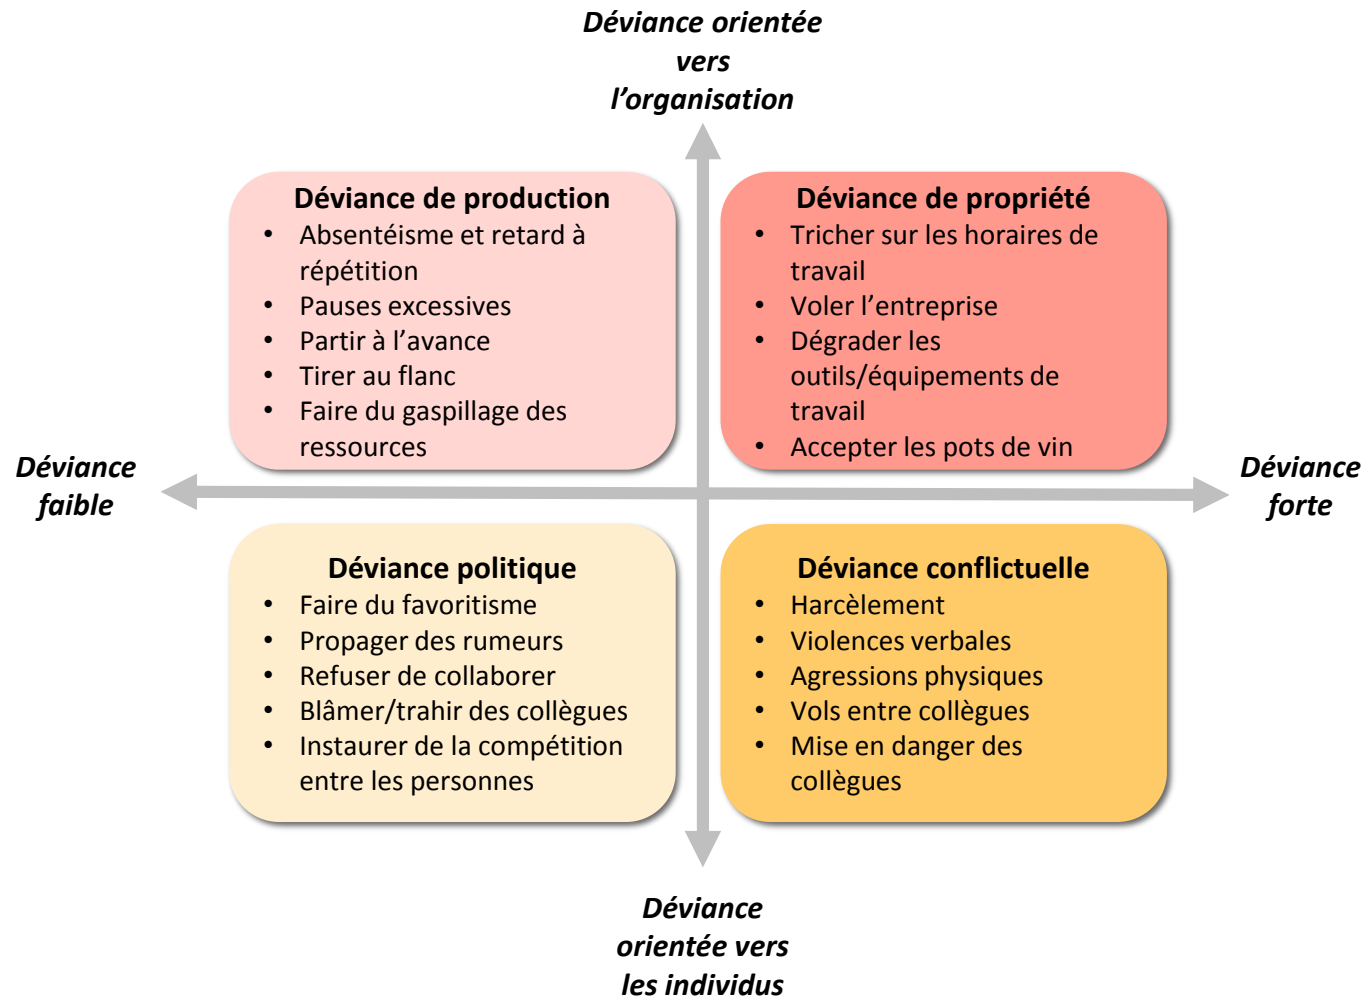 Déviance orientée
vers
l’organisation
Déviance de production
• Absentéisme et retard à
répétition
• Pauses excessives
• Partir à l’avance
• Tirer au flanc
• Faire du gaspillage des
ressources
Déviance de propriété
• Tricher sur les horaires de
travail
• Voler l’entreprise
• Dégrader les
outils/équipements de
travail
• Accepter les pots de vin
Déviance
faible
Déviance
forte
Déviance politique
• Faire du favoritisme
• Propager des rumeurs
• Refuser de collaborer
• Blâmer/trahir des collègues
• Instaurer de la compétition
entre les personnes
Déviance conflictuelle
• Harcèlement
• Violences verbales
• Agressions physiques
• Vols entre collègues
• Mise en danger des
collègues
Déviance
orientée vers
les individus